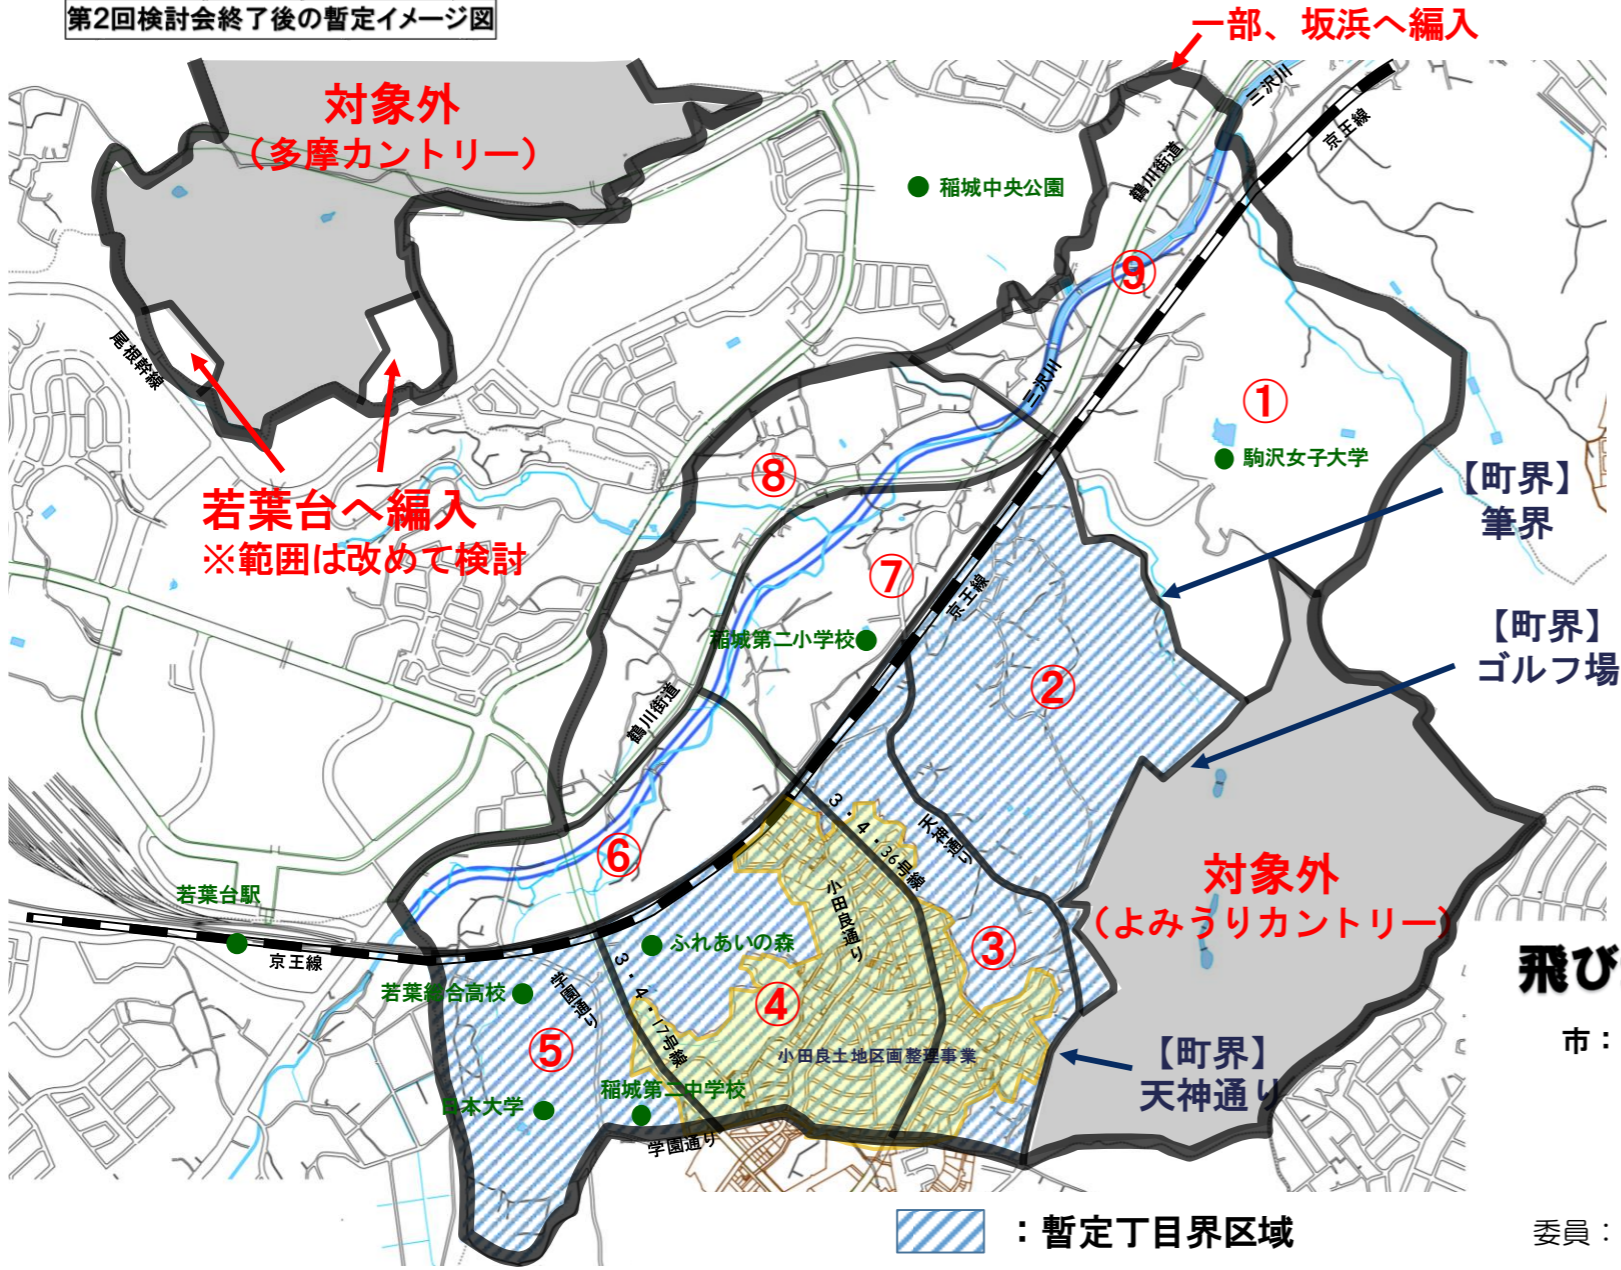 第2回検討会終了後の暫定イメージ図
一部、坂浜へ編入
対象外
（多摩カントリー）
三沢川
京王線
鶴川街道
稲城中央公園
⑨
尾根幹線
①
駒沢女子大学
三沢川
【町界】
筆界
⑧
若葉台へ編入
※範囲は改めて検討
⑦
京王線
稲城第二小学校
【町界】
ゴルフ場
②
鶴川街道
3・4・36号線
天神通り
⑥
対象外
（よみうりカントリー）
若葉台駅
小田良通り
京王線
ふれあいの森
③
飛び
若葉総合高校
学園通り
3・4・17号線
④
市：
⑤
小田良土地区画整理事業
【町界】
天神通り
日本大学
稲城第二中学校
学園通り
：暫定丁目界区域
委員：